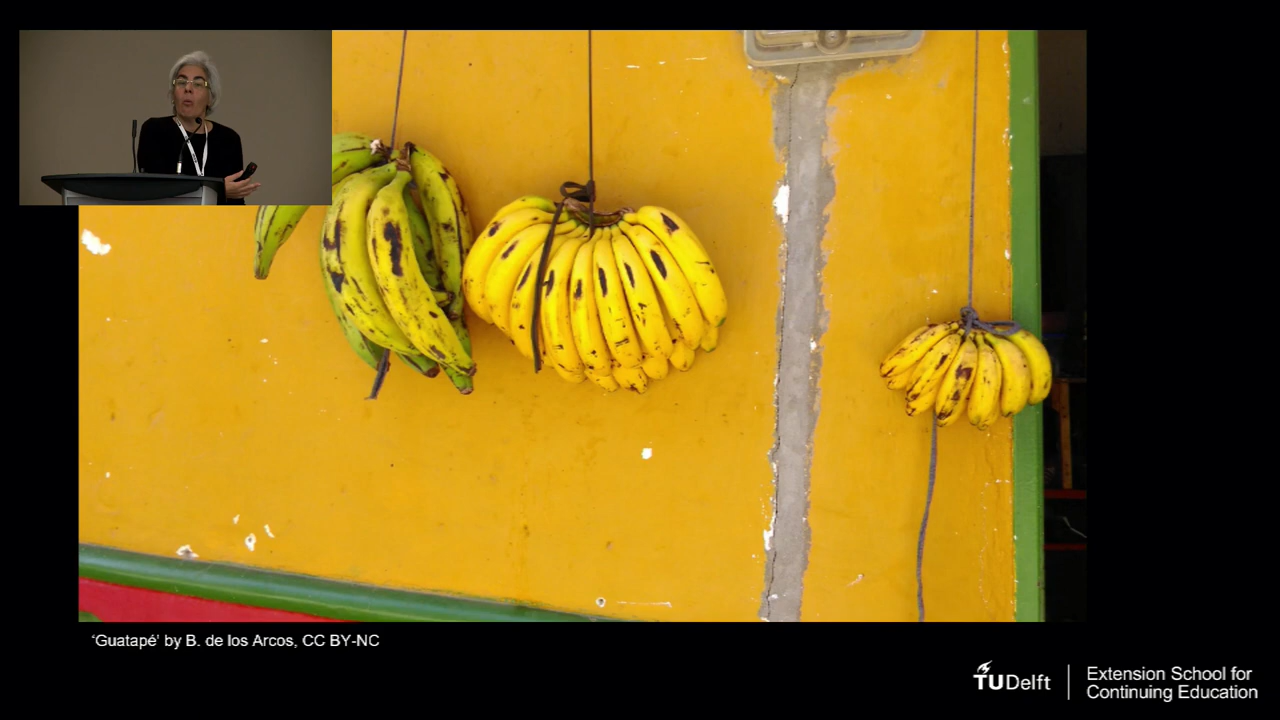 ‘Guatapé’ by B. de los Arcos, CC BY-NC
TUDelft
Extension School for
Continuing Education